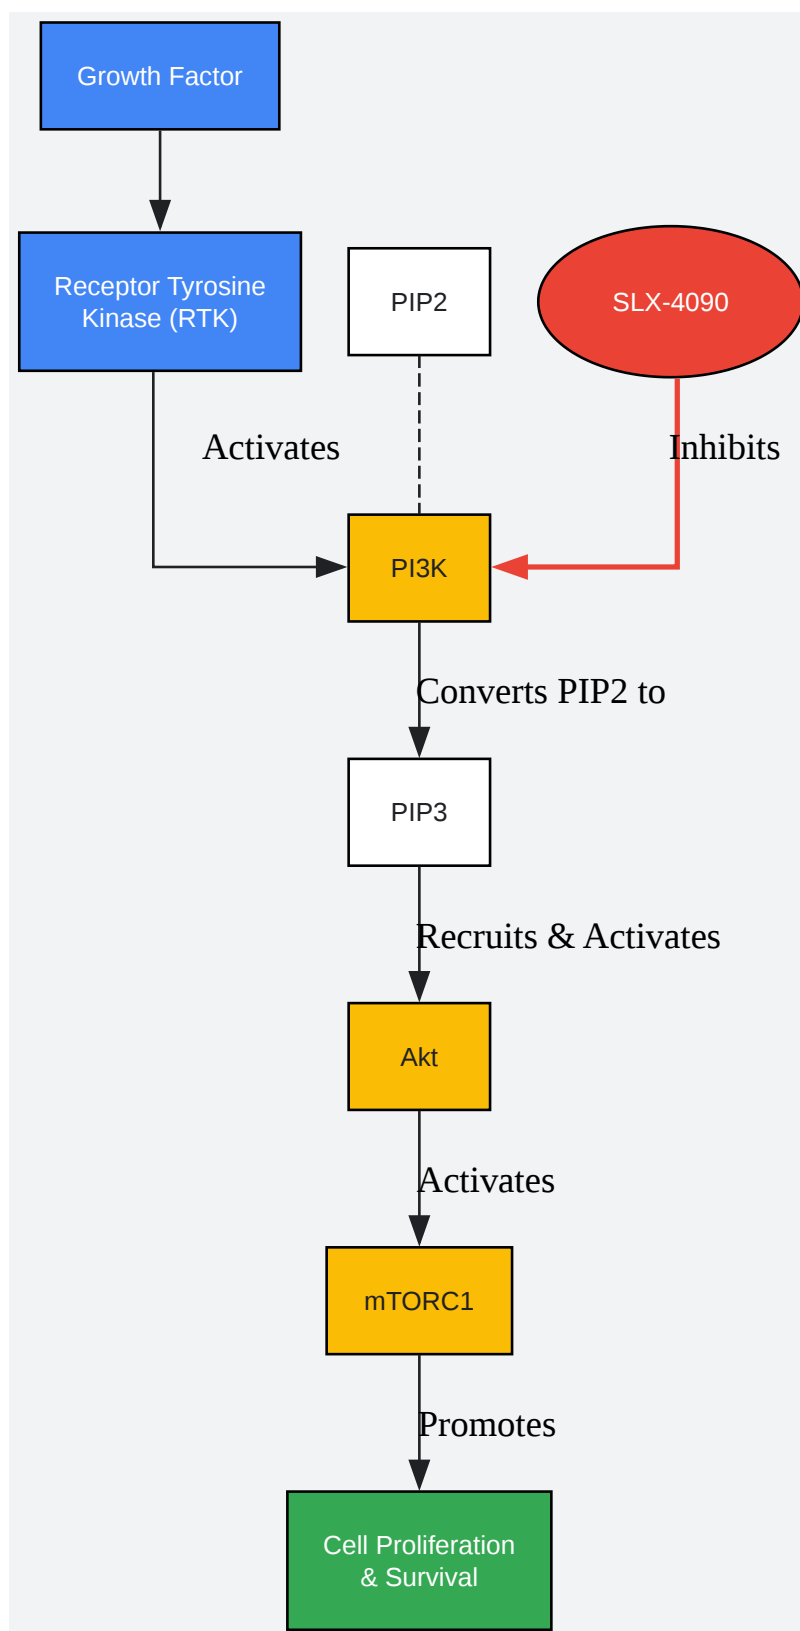 Growth Factor
Receptor Tyrosine
Kinase (RTK)
PIP2
SLX-4090
Activates
Inhibits
PI3K
Converts PIP2 to
PIP3
Recruits & Activates
Akt
Activates
mTORC1
Promotes
Cell Proliferation
& Survival